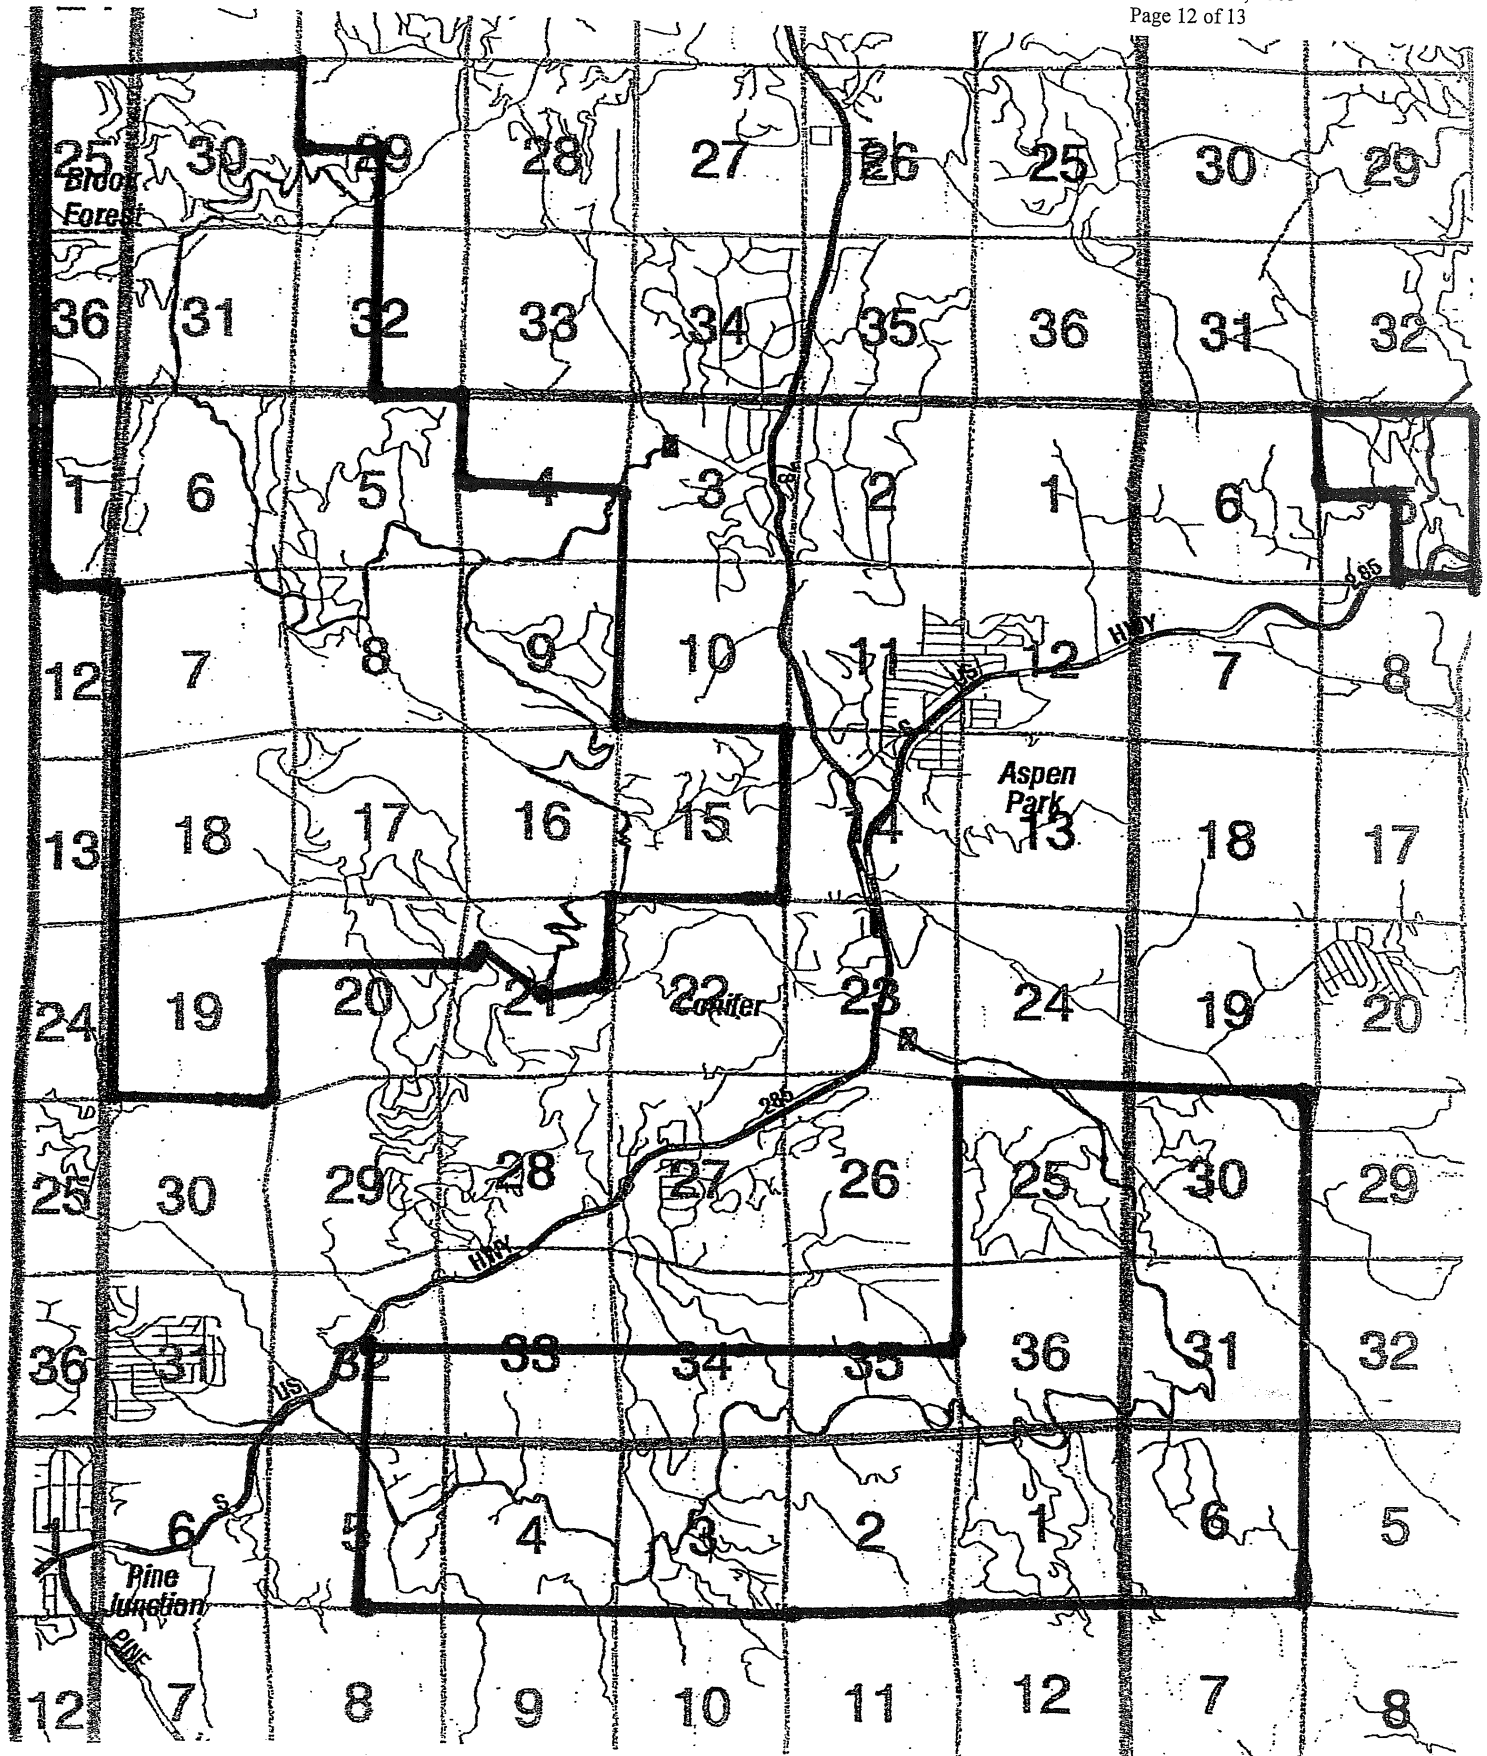 Page 12 of 13
25 30 29 28 27 26 25 30 29
Brook
Forest
36 31 32 33 34 35 36 31 32
1 6 5 4 3 2 1 6
285
HWY
12 7 8 9 10 11 12 7 8
US
S
Aspen
Park
13 18 17 16 15 14 13 18 17
24 19 20 21 22 23 24 19 20
Conifer
285
25 30 29 28 27 26 25 30 29
HWY
36 31 32 33 34 35 36 31 32
US
S
1 6 5 4 3 2 1 6 5
Pine
Junction
PINE
12 7 8 9 10 11 12 7 8